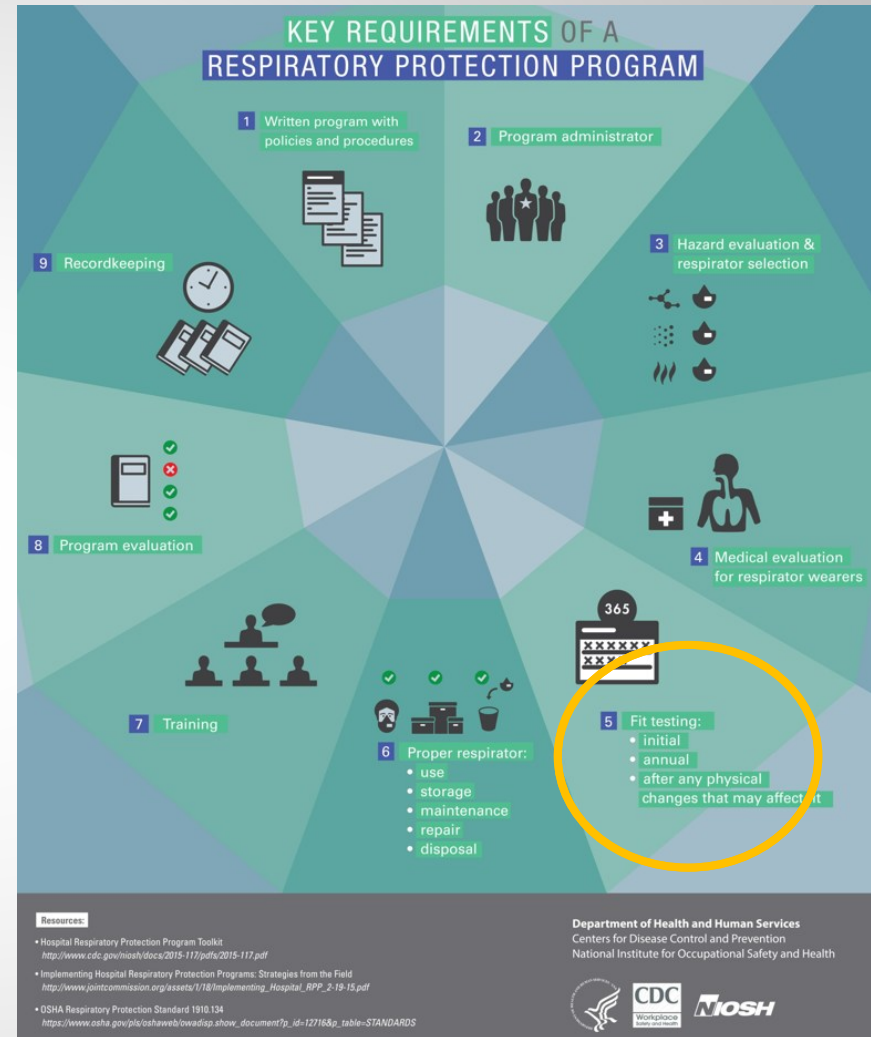 KEY REQUIREMENTS OF A
RESPIRATORY PROTECTION PROGRAM
1 Written program with
policies and procedures
2 Program administrator
3 Hazard evaluation &
respirator selection
4 Medical evaluation
for respirator wearers
365
5 Fit testing:
• initial
• annual
• after any physical
changes that may affect it
6 Proper respirator:
• use
• storage
• maintenance
• repair
• disposal
7 Training
8 Program evaluation
9 Recordkeeping
Resources:
• Hospital Respiratory Protection Program Toolkit
http://www.cdc.gov/niosh/docs/2015-117/pdfs/2015-117.pdf
• Implementing Hospital Respiratory Protection Programs: Strategies from the Field
http://www.jointcommission.org/assets/1/18/Implementing_Hospital_RPP_2-19-15.pdf
• OSHA Respiratory Protection Standard 1910.134
https://www.osha.gov/pls/oshaweb/owadisp.show_document?p_id=12716&p_table=STANDARDS
Department of Health and Human Services
Centers for Disease Control and Prevention
National Institute for Occupational Safety and Health
CDC
Workplace
Safety and Health
NIOSH